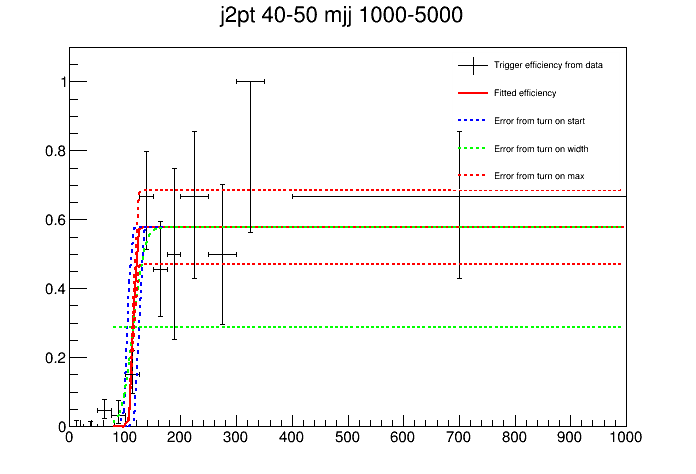 j2pt 40-50 mjj 1000-5000
Trigger efficiency from data
Fitted efficiency
Error from turn on start
Error from turn on width
Error from turn on max
1
0.8
0.6
0.4
0.2
0
0 100 200 300 400 500 600 700 800 900 1000